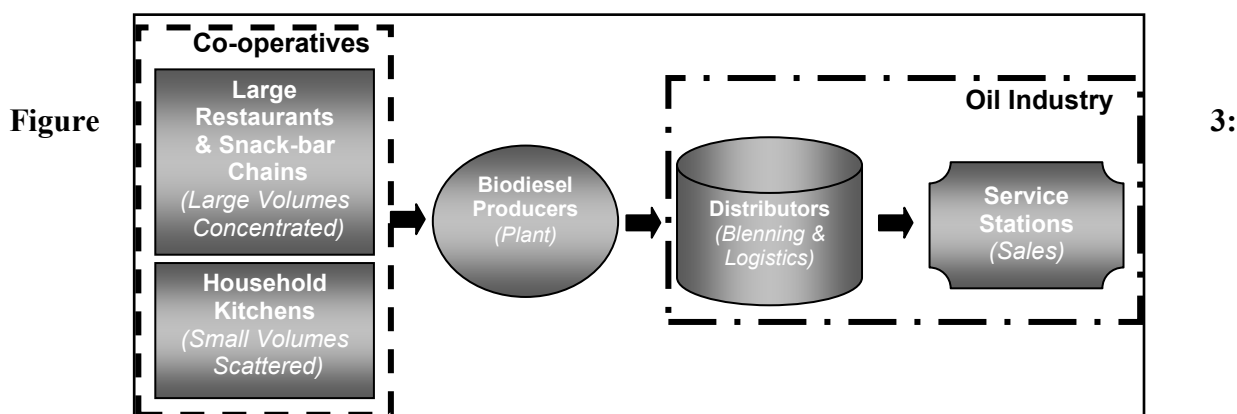 Figure
3:
Co-operatives
Large
Restaurants
& Snack-bar
Chains
(Large Volumes
Concentrated)
Household
Kitchens
(Small Volumes
Scattered)
Biodiesel
Producers
(Plant)
Oil Industry
Distributors
(Blenning &
Logistics)
Service
Stations
(Sales)